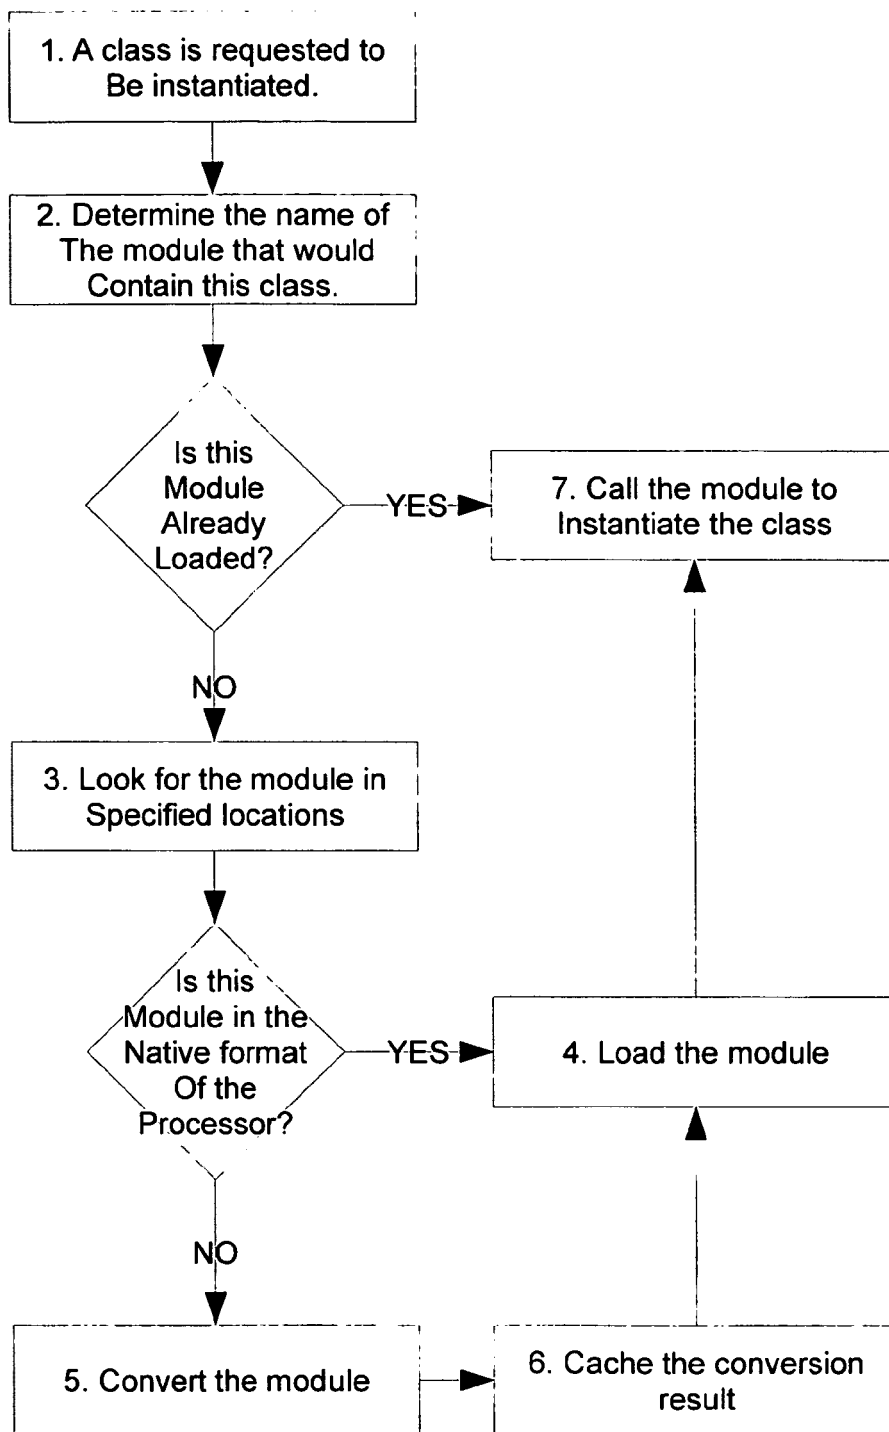 1. A class is requested to
Be instantiated.
2. Determine the name of
The module that would
Contain this class.
Is this
Module
Already
Loaded?
YES
7. Call the module to
Instantiate the class
NO
3. Look for the module in
Specified locations
Is this
Module in the
Native format
Of the
Processor?
YES
4. Load the module
NO
5. Convert the module
6. Cache the conversion
result